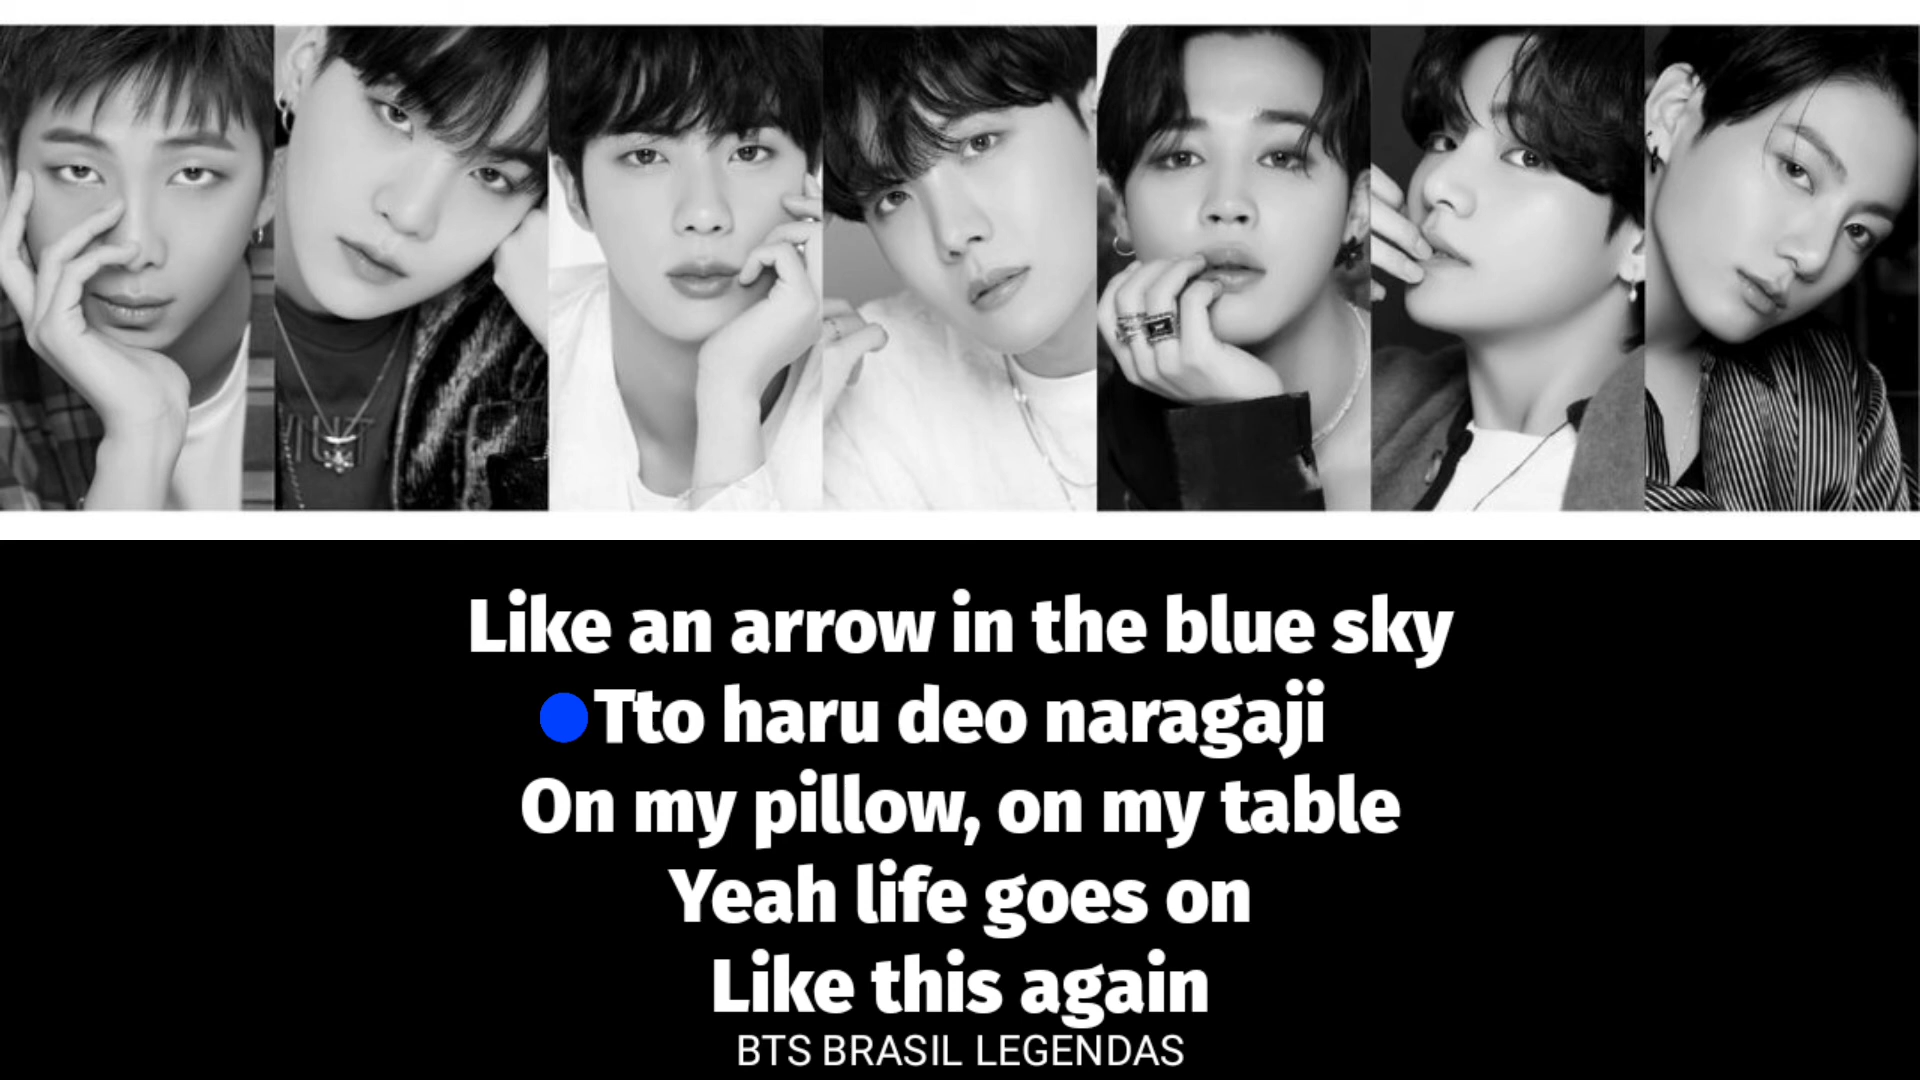 Like an arrow in the blue sky
Tto haru deo naragaji
On my pillow, on my table
Yeah life goes on
Like this again
BTS BRASIL LEGENDAS